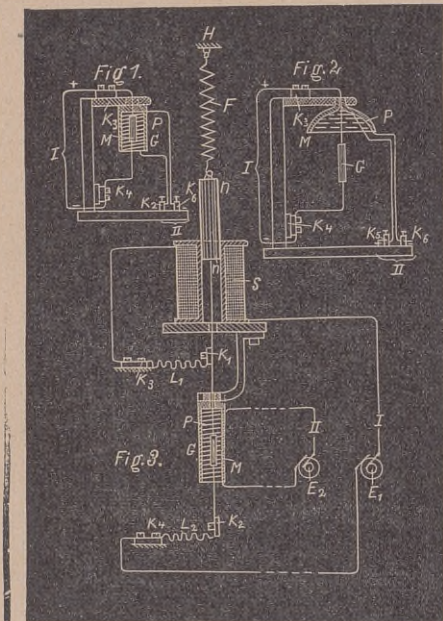 H
Fig 1.
Fig. 2
+
+
F
K3
P
K3
P
M
G
M
I
I
G
n
K4
K2
K6
K4
K5
K6
-
II
-
II
n
S
K1
K3
L1
P
I
II
G
M
Fig. 3.
E2
E1
K4
L2
K2